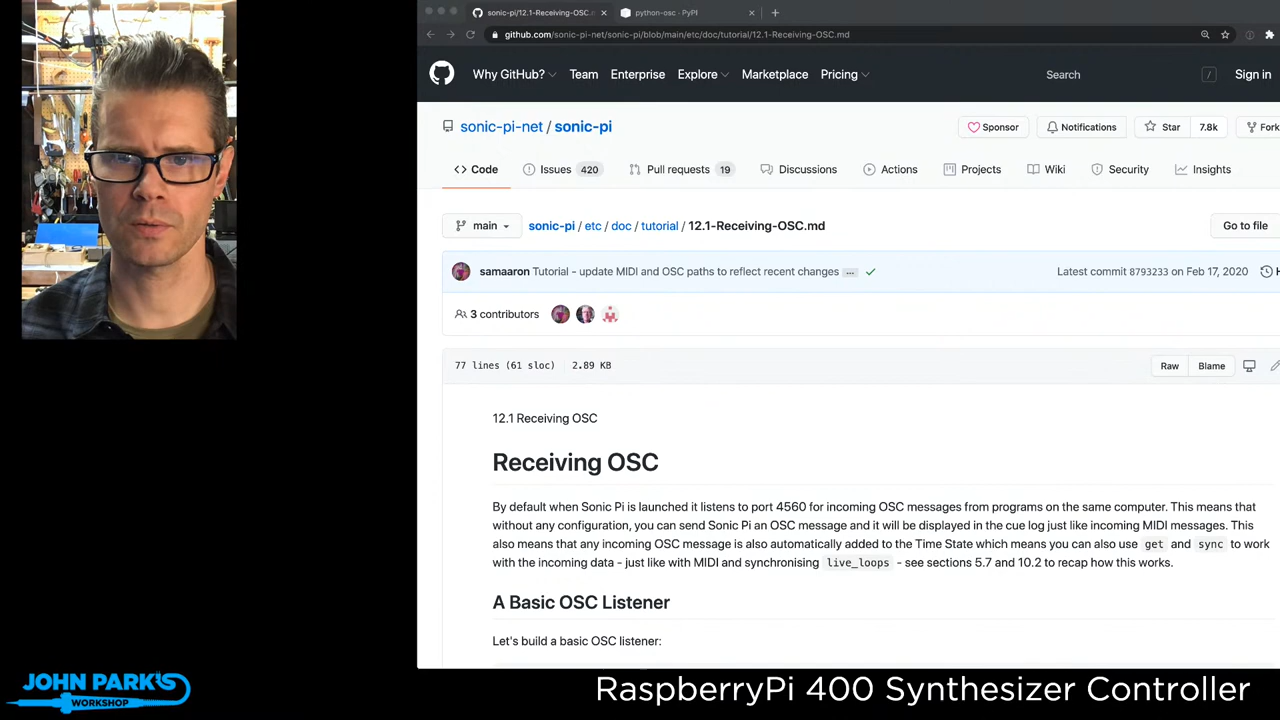 sonic-pi/12.1-Receiving-OSC.m
python-osc · PyPI
github.com/sonic-pi-net/sonic-pi/blob/main/etc/doc/tutorial/12.1-Receiving-OSC.md
Why GitHub?
Team
Enterprise
Explore
Marketplace
Pricing
Search
/
Sign in
sonic-pi-net / sonic-pi
Sponsor
Notifications
Star
7.8k
Fork
Code
Issues 420
Pull requests 19
Discussions
Actions
Projects
Wiki
Security
Insights
main
sonic-pi / etc / doc / tutorial / 12.1-Receiving-OSC.md
Go to file
samaaron Tutorial - update MIDI and OSC paths to reflect recent changes ...
Latest commit 8793233 on Feb 17, 2020
H
3 contributors
77 lines (61 sloc) 2.89 KB
Raw
Blame
12.1 Receiving OSC
Receiving OSC
By default when Sonic Pi is launched it listens to port 4560 for incoming OSC messages from programs on the same computer. This means that
without any configuration, you can send Sonic Pi an OSC message and it will be displayed in the cue log just like incoming MIDI messages. This
also means that any incoming OSC message is also automatically added to the Time State which means you can also use get and sync to work
with the incoming data - just like with MIDI and synchronising live_loops - see sections 5.7 and 10.2 to recap how this works.
A Basic OSC Listener
Let's build a basic OSC listener:
JOHN PARK'S
WORKSHOP
RaspberryPi 400 Synthesizer Controller